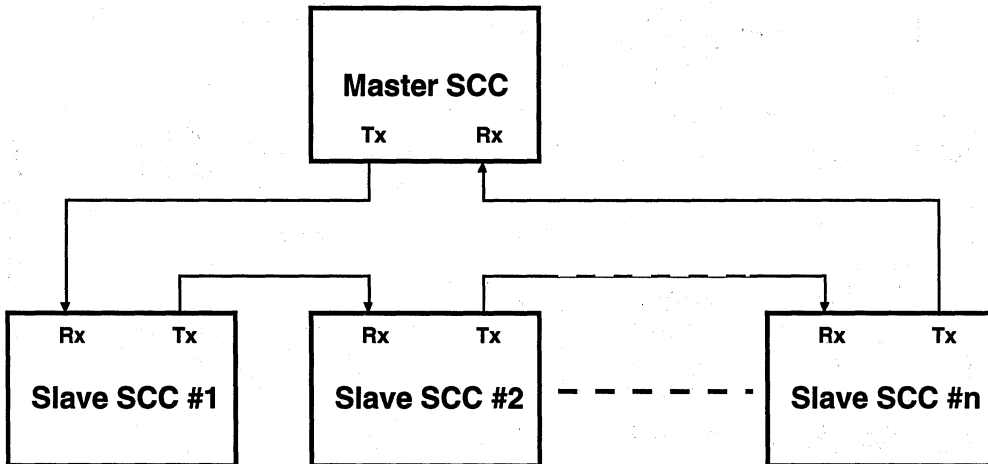 Master SCC
Tx Rx
Rx Tx
Rx Tx
Rx Tx
Slave SCC #1
Slave SCC #2
Slave SCC #n